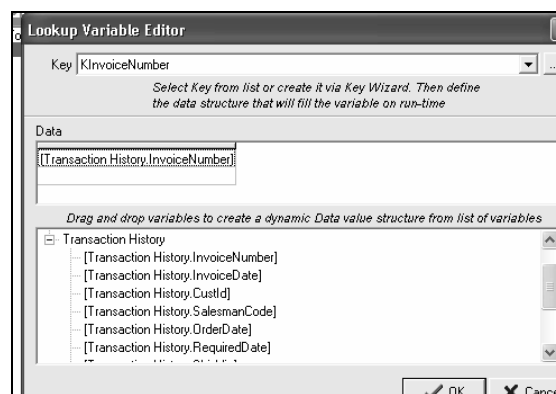 Lookup Variable Editor
Key KInvoiceNumber
Select Key from list or create it via Key Wizard. Then define
the data structure that will fill the variable on run-time
Data
[Transaction History.InvoiceNumber]
Drag and drop variables to create a dynamic Data value structure from list of variables
Transaction History
[Transaction History.InvoiceNumber]
[Transaction History.InvoiceDate]
[Transaction History.CustId]
[Transaction History.SalesmanCode]
[Transaction History.OrderDate]
[Transaction History.RequiredDate]
OK